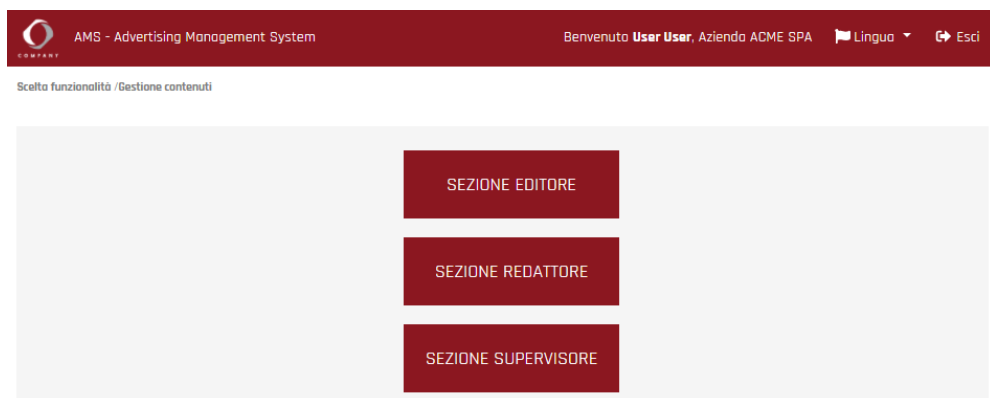 COMPANY
AMS - Advertising Management System
Benvenuto User User, Azienda ACME SPA
Lingua
Esci
Scelta funzionalità /Gestione contenuti
SEZIONE EDITORE
SEZIONE REDATTORE
SEZIONE SUPERVISORE